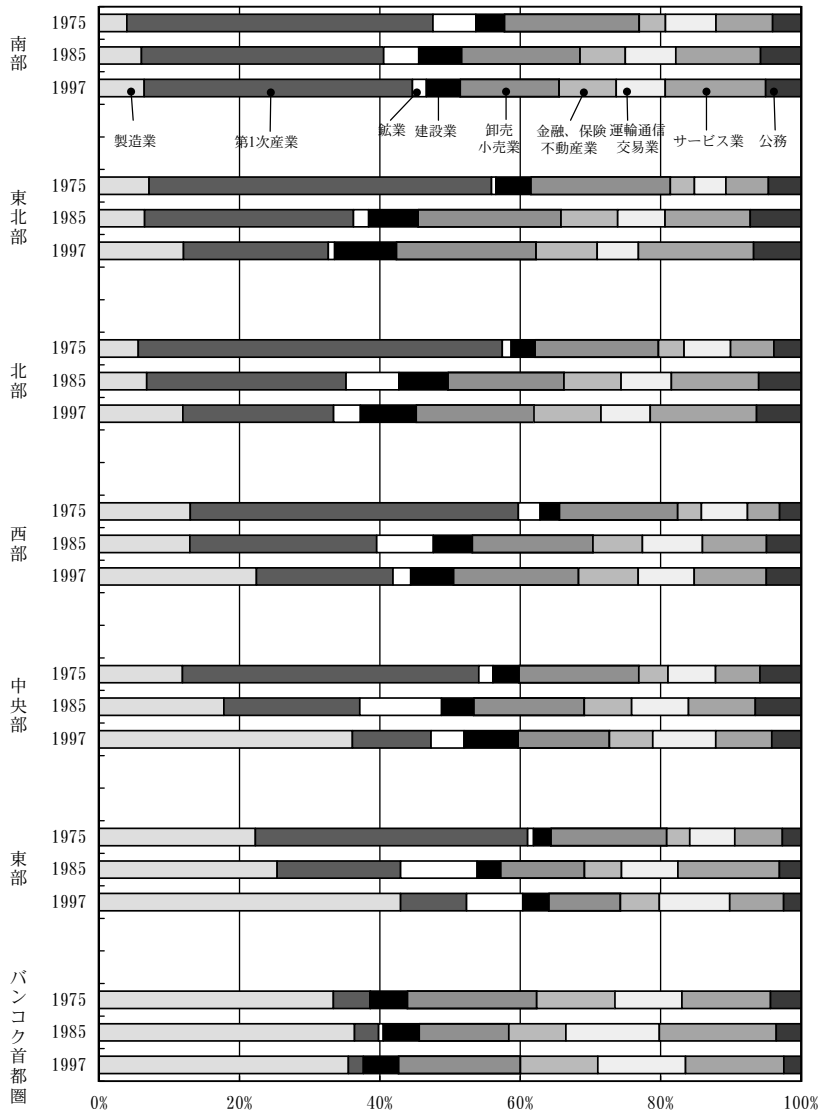 南部
1975
1985
1997
製造業
第1次産業
鉱業
建設業
卸売
小売業
金融、保険
不動産業
運輸通信
交易業
サービス業
公務
東北部
1975
1985
1997
北部
1975
1985
1997
西部
1975
1985
1997
中央部
1975
1985
1997
東部
1975
1985
1997
バンコク首都圏
1975
1985
1997
0%
20%
40%
60%
80%
100%